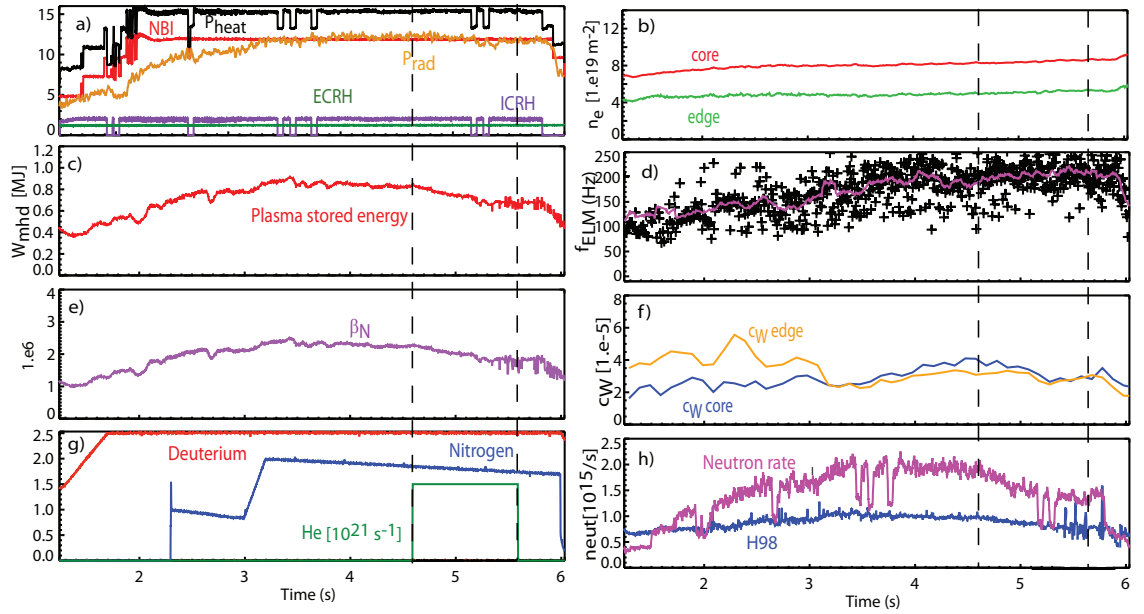 a)
NBI
P_heat
P_rad
ECRH
ICRH
15
10
5
0
b)
core
edge
n_e [1.e19 m-2]
12
8
4
0
c)
Plasma stored energy
W_mhd [MJ]
1.2
1.0
0.8
0.6
0.4
0.2
0.0
d)
f_ELM (Hz)
250
200
150
100
50
0
e)
β_N
1.e6
4
3
2
1
0
f)
c_W edge
c_W core
c_W [1.e-5]
8
6
4
2
0
g)
Deuterium
Nitrogen
He [10^21 s-1]
2.5
2.0
1.5
1.0
0.5
0.0
2
3
4
5
6
Time (s)
h)
Neutron rate
H98
neut[10^15/s]
2.5
2.0
1.5
1.0
0.5
0.0
2
3
4
5
6
Time (s)